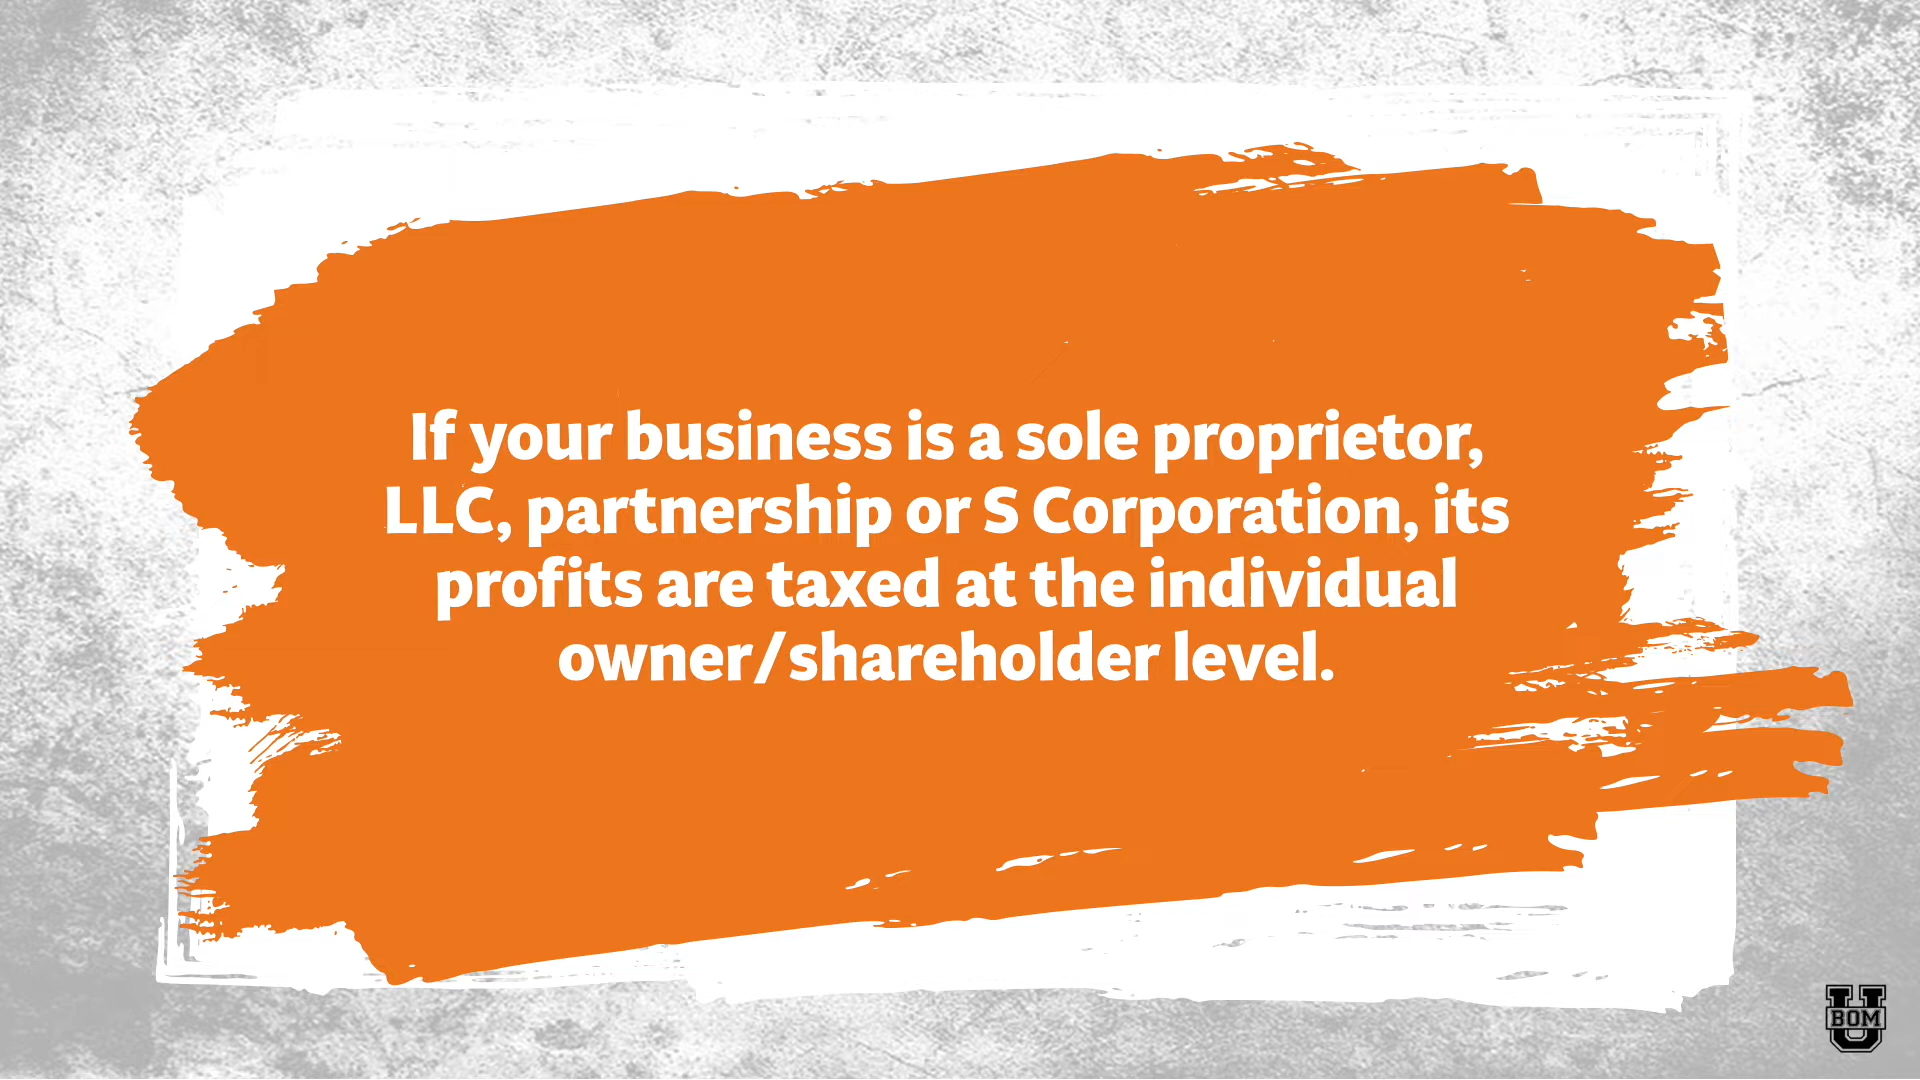 If your business is a sole proprietor,
LLC, partnership or S Corporation, its
profits are taxed at the individual
owner/shareholder level.
U
BOM